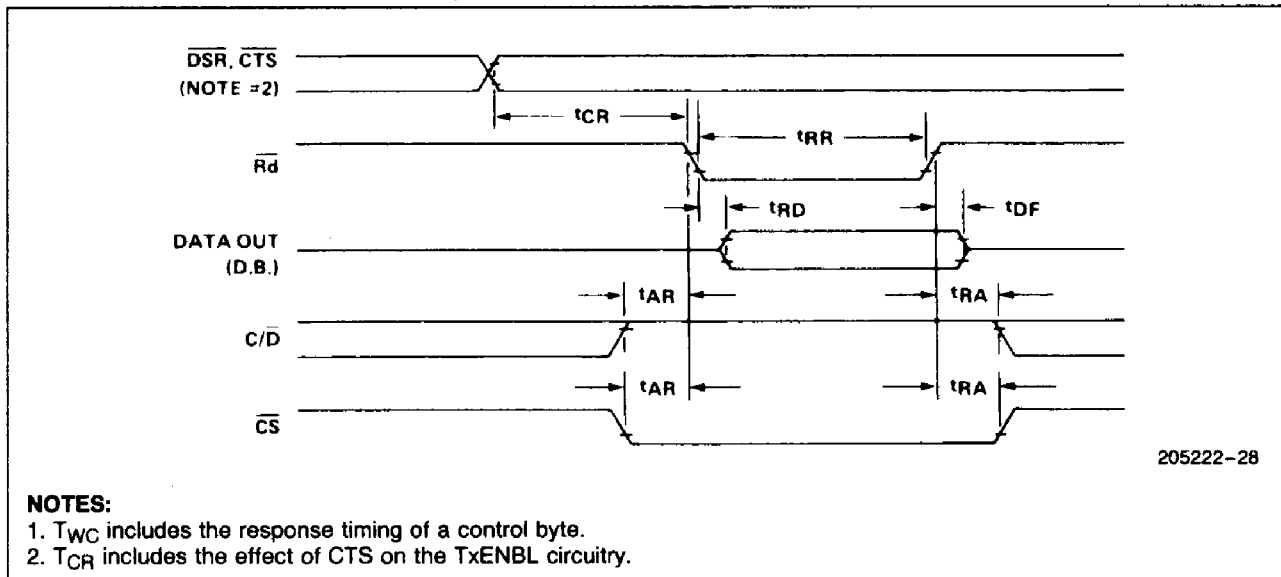 DSR, CTS
(NOTE =2)
tCR
tRR
Rd
tRD
tDF
DATA OUT
(D.B.)
tAR
tRA
C/D
tAR
tRA
CS
205222-28
NOTES:
1. TWC includes the response timing of a control byte.
2. TCR includes the effect of CTS on the TxENBL circuitry.